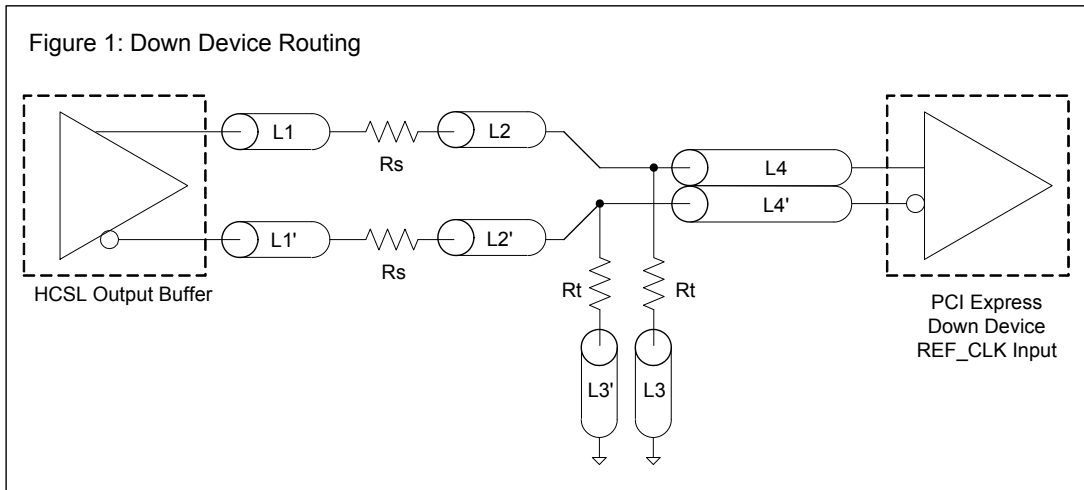 Figure 1: Down Device Routing
L1
Rs
L2
L4
L4'
L1'
Rs
L2'
Rt
Rt
L3'
L3
HCSL Output Buffer
PCI Express
Down Device
REF_CLK Input